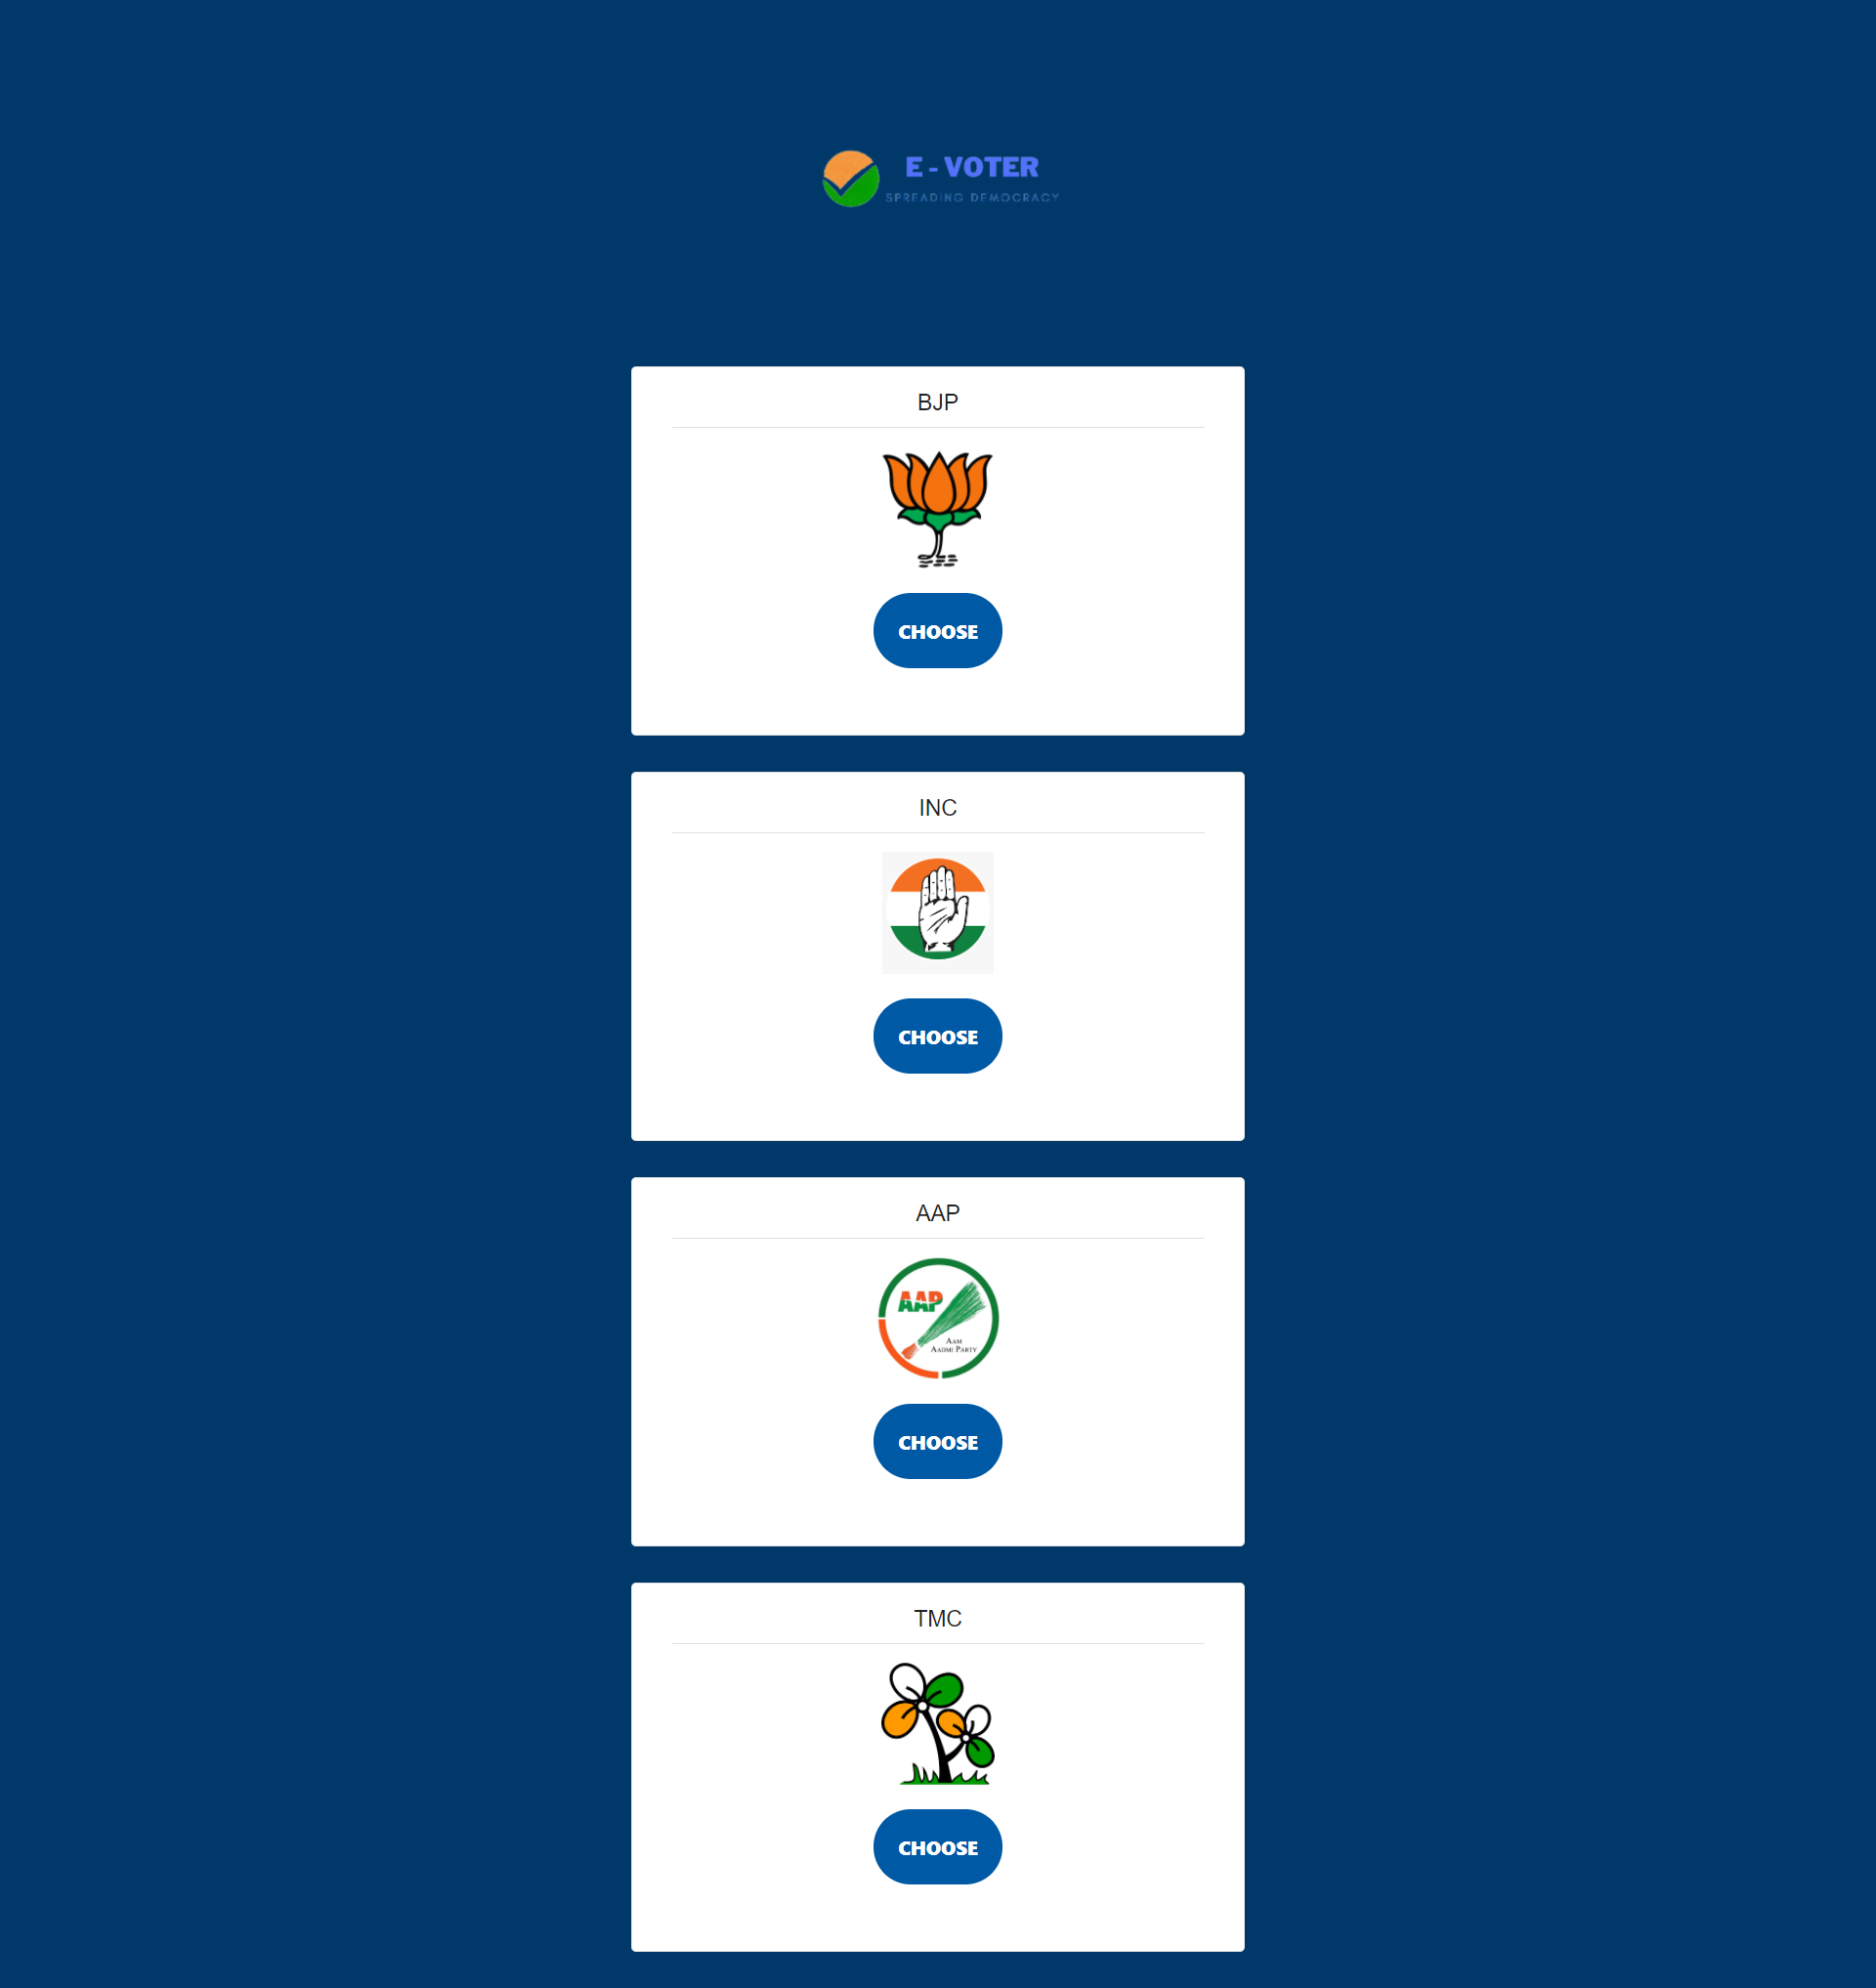 E - VOTER
SPREADING DEMOCRACY
BJP
CHOOSE
INC
CHOOSE
AAP
AAP
AAM
AADMI PARTY
CHOOSE
TMC
CHOOSE